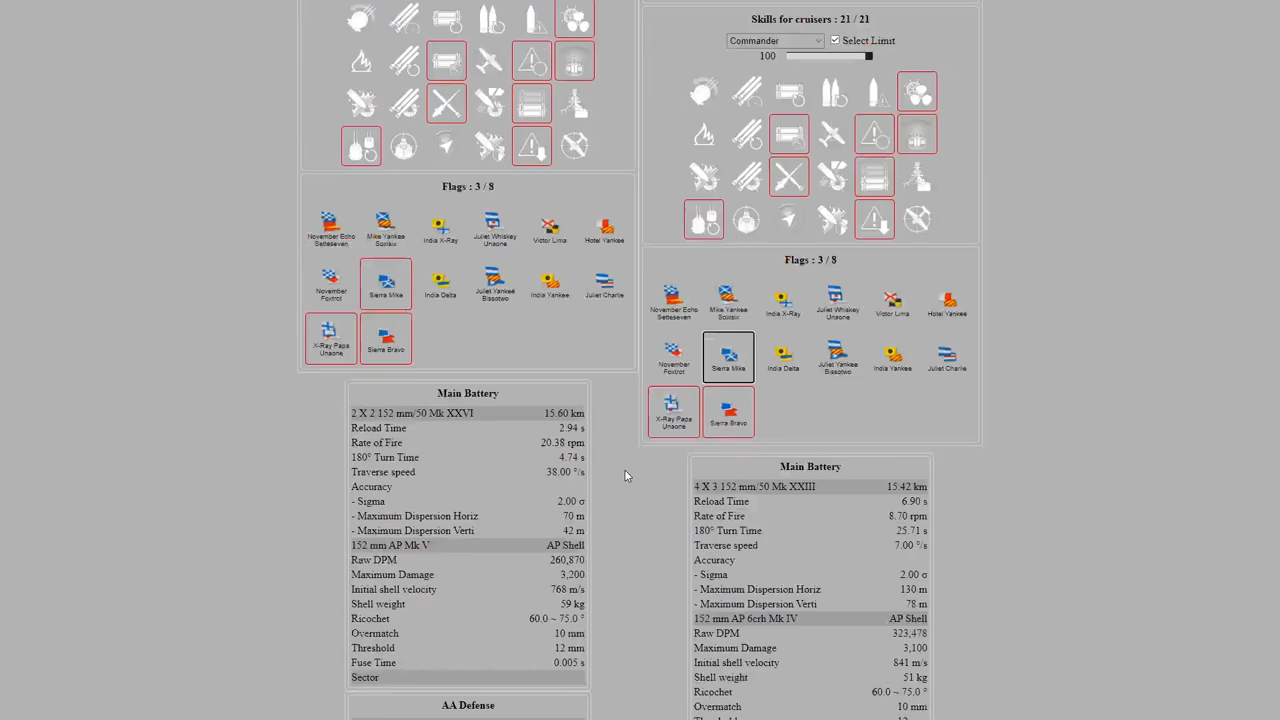 Flags : 3 / 8
November Echo Setteseven
Mike Yankee Soxisix
India X-Ray
Juliet Whiskey Unaone
Victor Lima
Hotel Yankee
November Foxtrot
Sierra Mike
India Delta
Juliet Yankee Bissotwo
India Yankee
Juliet Charlie
X-Ray Papa Unaone
Sierra Bravo
Main Battery
2 X 2 152 mm/50 Mk XXVI 15.60 km
Reload Time 2.94 s
Rate of Fire 20.38 rpm
180° Turn Time 4.74 s
Traverse speed 38.00 °/s
Accuracy
- Sigma 2.00 σ
- Maximum Dispersion Horiz 70 m
- Maximum Dispersion Verti 42 m
152 mm AP Mk V AP Shell
Raw DPM 260,870
Maximum Damage 3,200
Initial shell velocity 768 m/s
Shell weight 59 kg
Ricochet 60.0 ~ 75.0 °
Overmatch 10 mm
Threshold 12 mm
Fuse Time 0.005 s
Sector
AA Defense
Skills for cruisers : 21 / 21
Commander Select Limit
100
Flags : 3 / 8
November Echo Setteseven
Mike Yankee Soxisix
India X-Ray
Juliet Whiskey Unaone
Victor Lima
Hotel Yankee
November Foxtrot
Sierra Mike
India Delta
Juliet Yankee Bissotwo
India Yankee
Juliet Charlie
X-Ray Papa Unaone
Sierra Bravo
Main Battery
4 X 3 152 mm/50 Mk XXIII 15.42 km
Reload Time 6.90 s
Rate of Fire 8.70 rpm
180° Turn Time 25.71 s
Traverse speed 7.00 °/s
Accuracy
- Sigma 2.00 σ
- Maximum Dispersion Horiz 130 m
- Maximum Dispersion Verti 78 m
152 mm AP 6crh Mk IV AP Shell
Raw DPM 323,478
Maximum Damage 3,100
Initial shell velocity 841 m/s
Shell weight 51 kg
Ricochet 60.0 ~ 75.0 °
Overmatch 10 mm